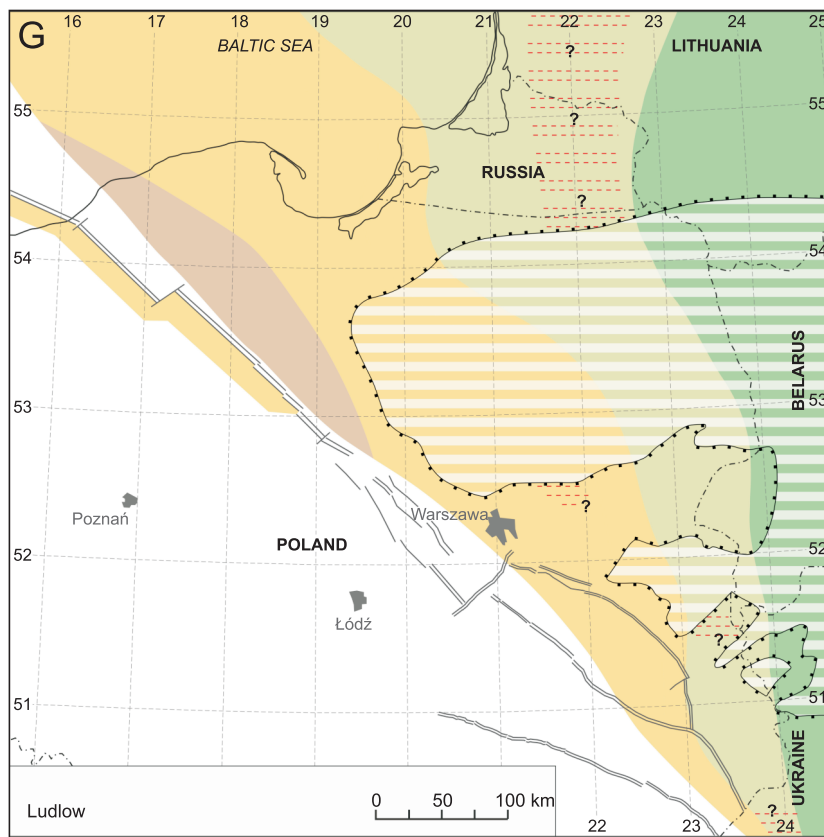 G
16 17 18 19 20 21 22 23 24 25
BALTIC SEA
LITHUANIA
?
55
55
?
RUSSIA
?
54
54
BELARUS
53
53
?
Poznań
Warszawa
52
52
POLAND
Łódź
?
51
51
UKRAINE
Ludlow
0 50 100 km
?
22 23 24